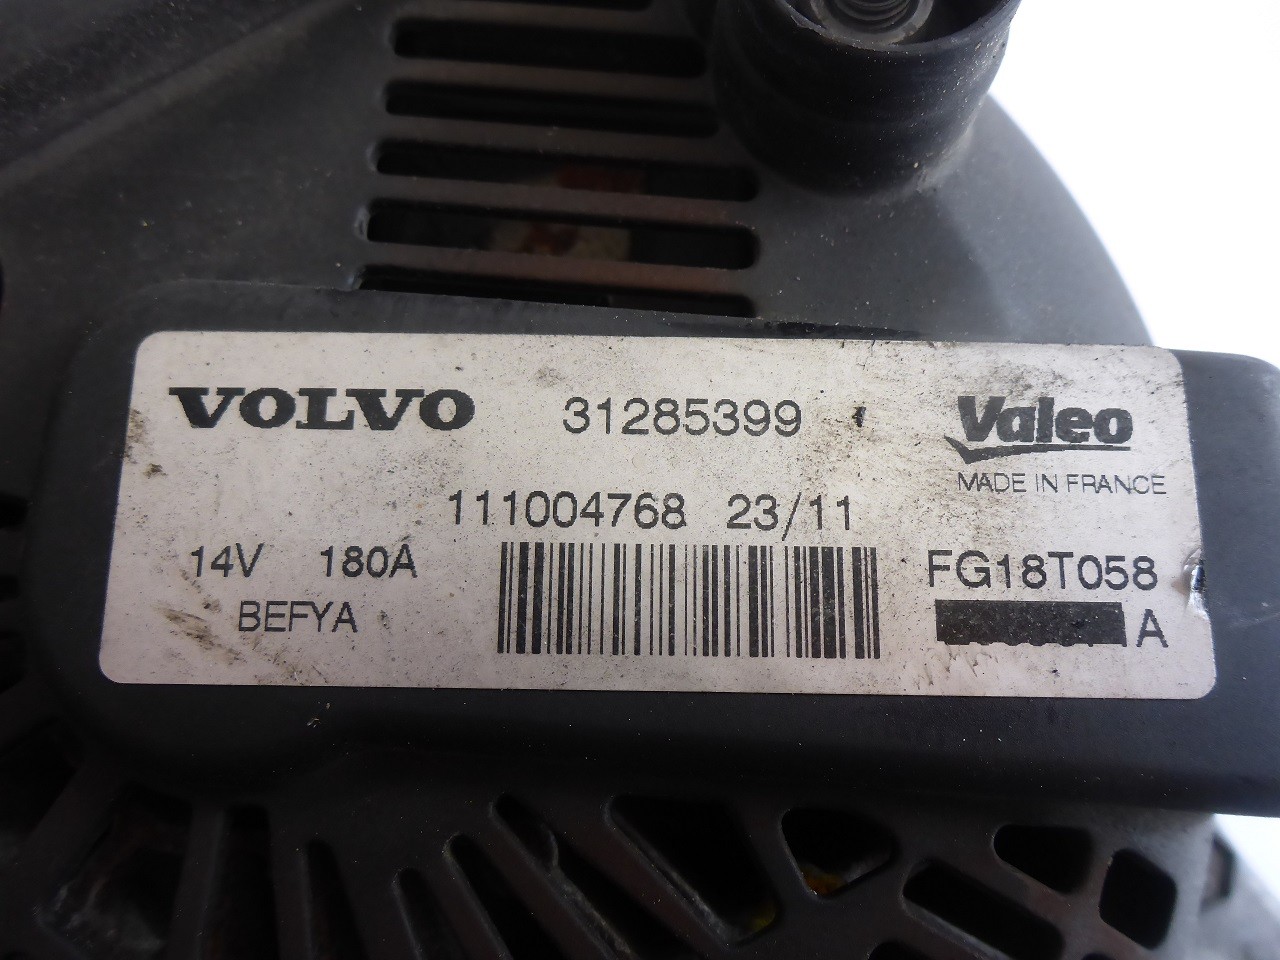 VOLVO 31285399 Valeo
MADE IN FRANCE
111004768 23/11
14V 180A FG18T058
BEFYA A